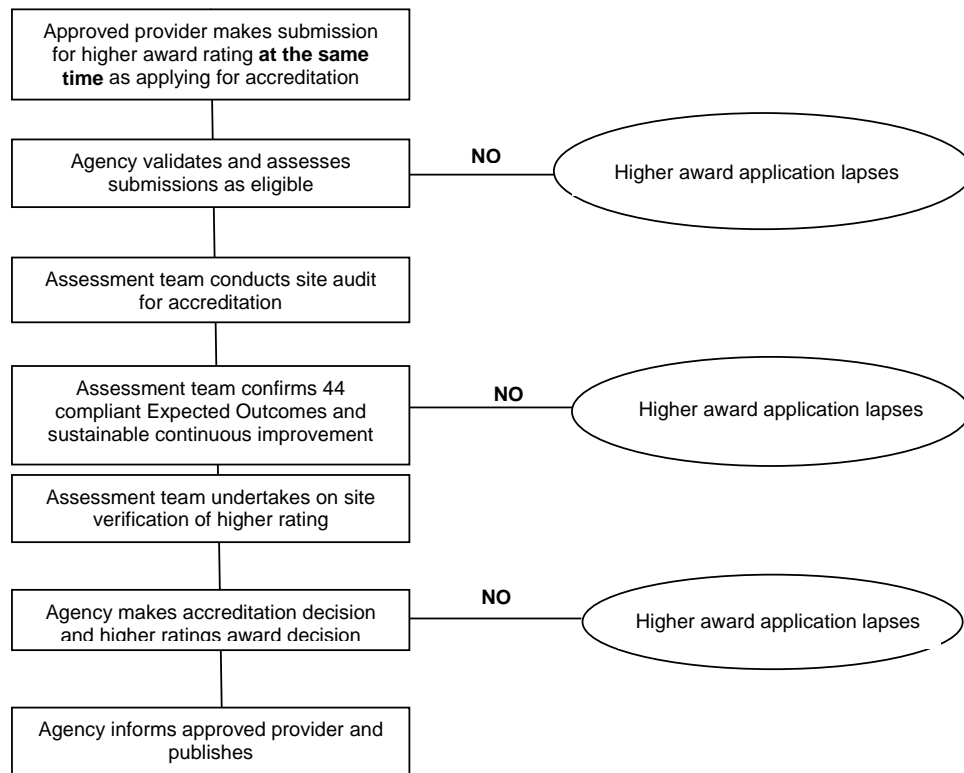 Approved provider makes submission
for higher award rating at the same
time as applying for accreditation
Agency validates and assesses
submissions as eligible
NO
Higher award application lapses
Assessment team conducts site audit
for accreditation
Assessment team confirms 44
compliant Expected Outcomes and
sustainable continuous improvement
NO
Higher award application lapses
Assessment team undertakes on site
verification of higher rating
Agency makes accreditation decision
and higher ratings award decision
NO
Higher award application lapses
Agency informs approved provider and
publishes